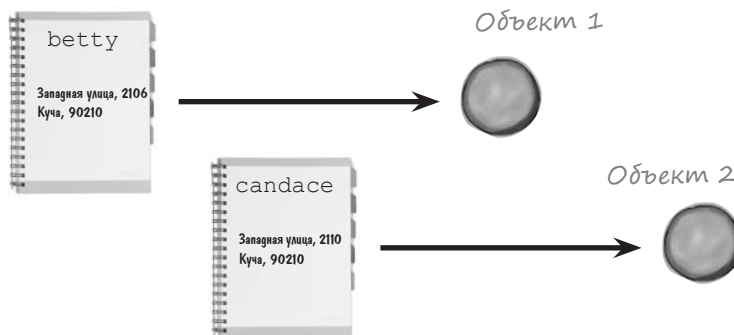 betty
Объект 1
Западная улица, 2106
Куча, 90210
candace
Объект 2
Западная улица, 2110
Куча, 90210